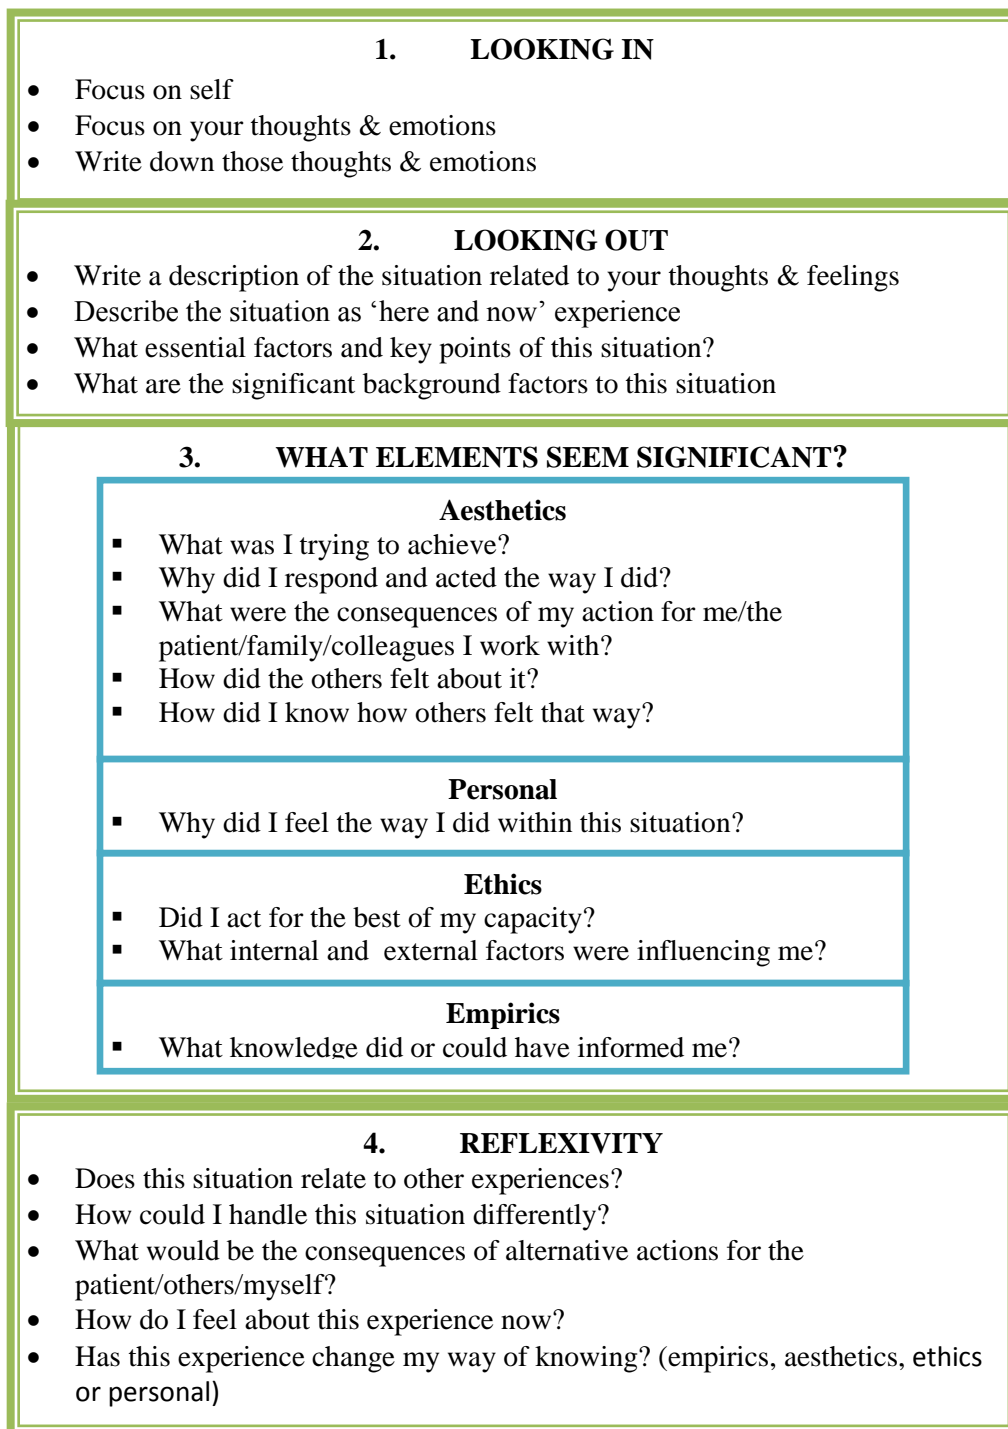 1. LOOKING IN
• Focus on self
• Focus on your thoughts & emotions
• Write down those thoughts & emotions
2. LOOKING OUT
• Write a description of the situation related to your thoughts & feelings
• Describe the situation as ‘here and now’ experience
• What essential factors and key points of this situation?
• What are the significant background factors to this situation
3. WHAT ELEMENTS SEEM SIGNIFICANT?
Aesthetics
▪ What was I trying to achieve?
▪ Why did I respond and acted the way I did?
▪ What were the consequences of my action for me/the
patient/family/colleagues I work with?
▪ How did the others felt about it?
▪ How did I know how others felt that way?
Personal
▪ Why did I feel the way I did within this situation?
Ethics
▪ Did I act for the best of my capacity?
▪ What internal and external factors were influencing me?
Empirics
▪ What knowledge did or could have informed me?
4. REFLEXIVITY
• Does this situation relate to other experiences?
• How could I handle this situation differently?
• What would be the consequences of alternative actions for the
patient/others/myself?
• How do I feel about this experience now?
• Has this experience change my way of knowing? (empirics, aesthetics, ethics
or personal)